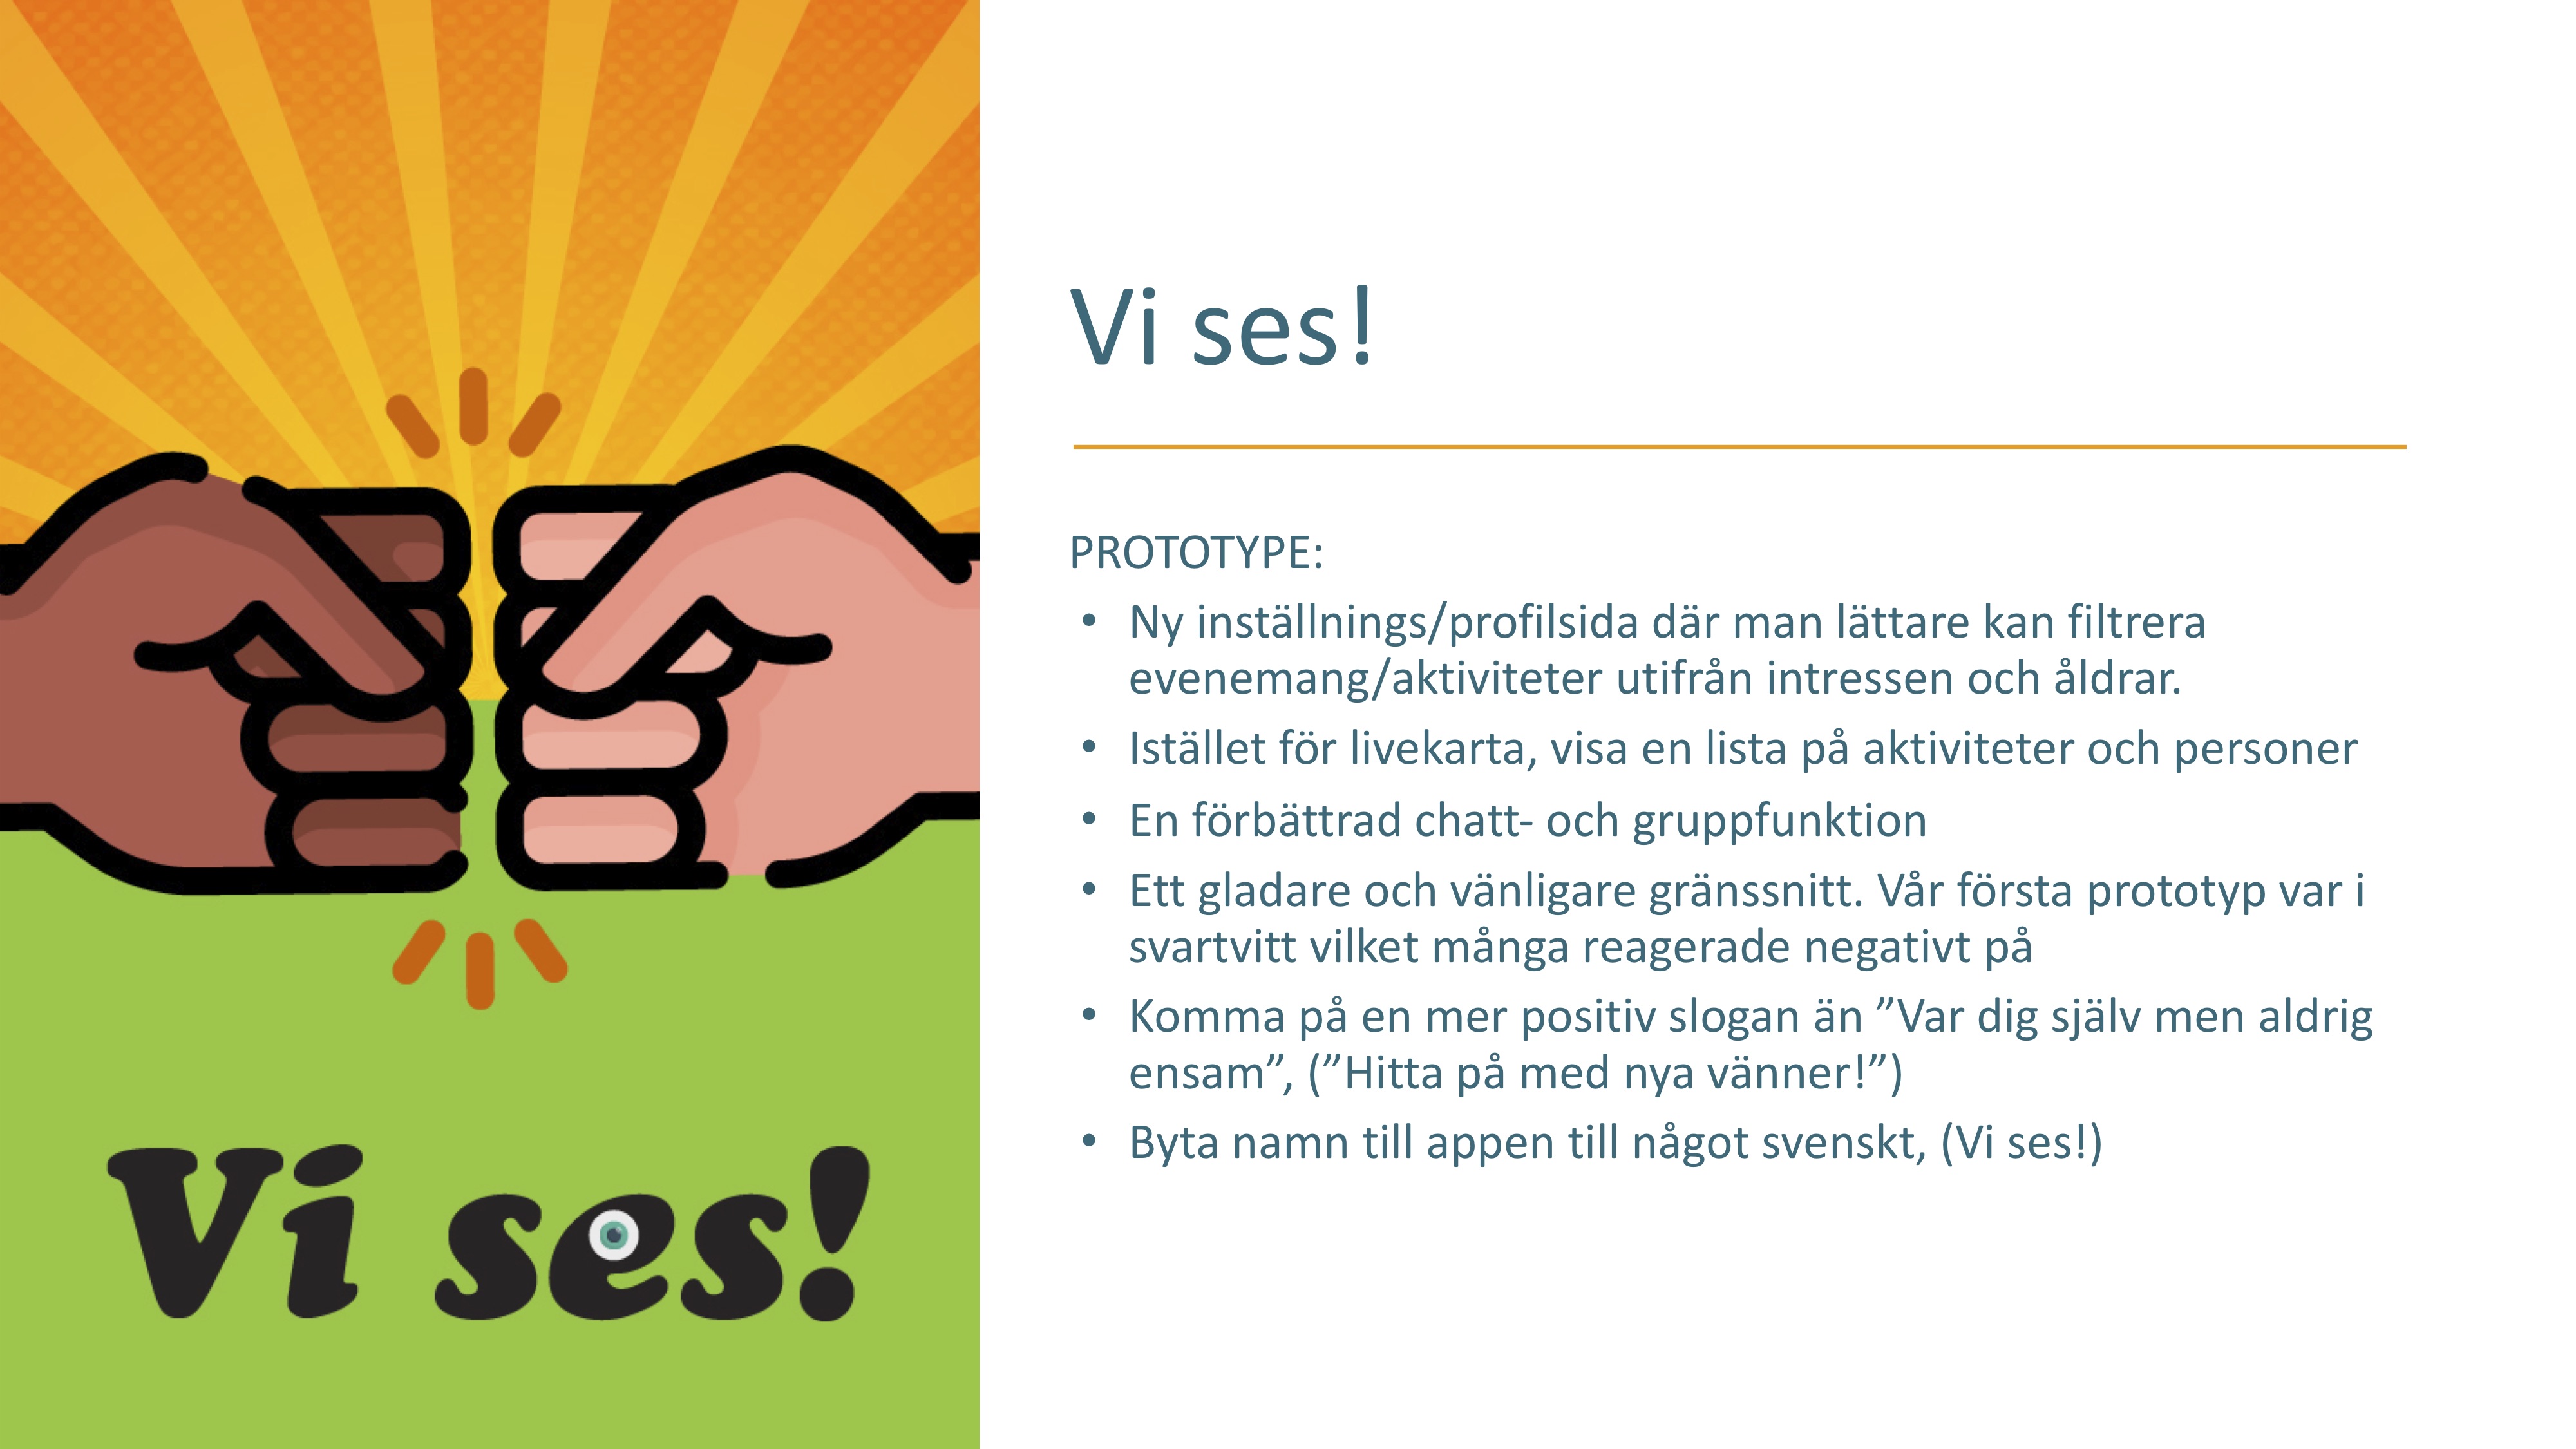 Vi ses!
Vi ses!
PROTOTYPE:
• Ny inställnings/profilsida där man lättare kan filtrera
evenemang/aktiviteter utifrån intressen och åldrar.
• Istället för livekarta, visa en lista på aktiviteter och personer
• En förbättrad chatt- och gruppfunktion
• Ett gladare och vänligare gränssnitt. Vår första prototyp var i
svartvitt vilket många reagerade negativt på
• Komma på en mer positiv slogan än ”Var dig själv men aldrig
ensam”, (”Hitta på med nya vänner!”)
• Byta namn till appen till något svenskt, (Vi ses!)